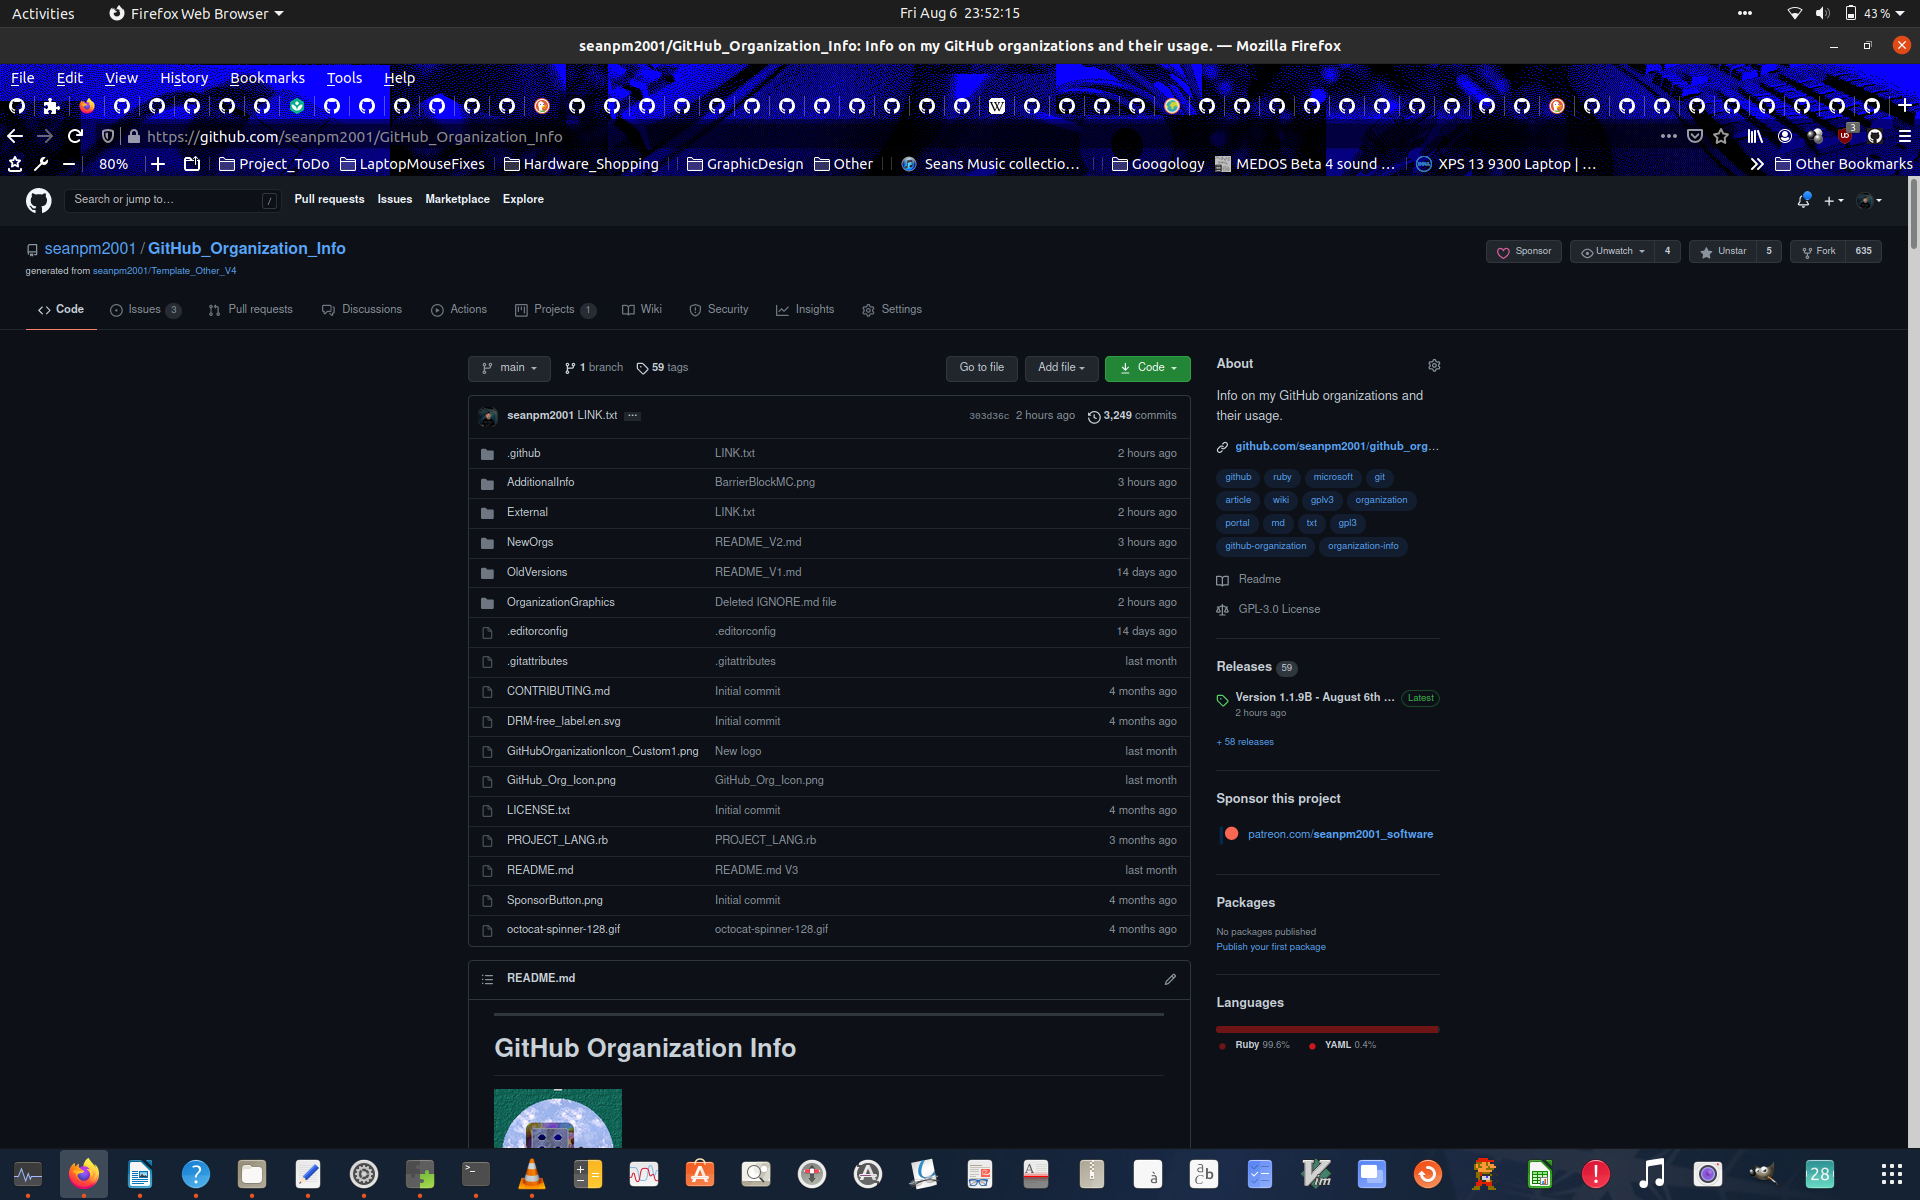 Activities
Firefox Web Browser
Fri Aug 6 23:52:15
43 %
seanpm2001/GitHub_Organization_Info: Info on my GitHub organizations and their usage. — Mozilla Firefox
File Edit View History Bookmarks Tools Help
https://github.com/seanpm2001/GitHub_Organization_Info
3
80% Project_ToDo LaptopMouseFixes Hardware_Shopping GraphicDesign Other Seans Music collectio… Googology MEDOS Beta 4 sound … XPS 13 9300 Laptop | … Other Bookmarks
Search or jump to… / Pull requests Issues Marketplace Explore
seanpm2001 / GitHub_Organization_Info
Sponsor Unwatch 4 Unstar 5 Fork 635
generated from seanpm2001/Template_Other_V4
Code Issues 3 Pull requests Discussions Actions Projects 1 Wiki Security Insights Settings
main 1 branch 59 tags Go to file Add file Code
seanpm2001 LINK.txt ... 303d36c 2 hours ago 3,249 commits
.github LINK.txt 2 hours ago
AdditionalInfo BarrierBlockMC.png 3 hours ago
External LINK.txt 2 hours ago
NewOrgs README_V2.md 3 hours ago
OldVersions README_V1.md 14 days ago
OrganizationGraphics Deleted IGNORE.md file 2 hours ago
.editorconfig .editorconfig 14 days ago
.gitattributes .gitattributes last month
CONTRIBUTING.md Initial commit 4 months ago
DRM-free_label.en.svg Initial commit 4 months ago
GitHubOrganizationIcon_Custom1.png New logo last month
GitHub_Org_Icon.png GitHub_Org_Icon.png last month
LICENSE.txt Initial commit 4 months ago
PROJECT_LANG.rb PROJECT_LANG.rb 3 months ago
README.md README.md V3 last month
SponsorButton.png Initial commit 4 months ago
octocat-spinner-128.gif octocat-spinner-128.gif 4 months ago
README.md
GitHub Organization Info
About
Info on my GitHub organizations and
their usage.
github.com/seanpm2001/github_org…
github ruby microsoft git
article wiki gplv3 organization
portal md txt gpl3
github-organization organization-info
Readme
GPL-3.0 License
Releases 59
Version 1.1.9B - August 6th … Latest
2 hours ago
+ 58 releases
Sponsor this project
patreon.com/seanpm2001_software
Packages
No packages published
Publish your first package
Languages
Ruby 99.6% YAML 0.4%
28